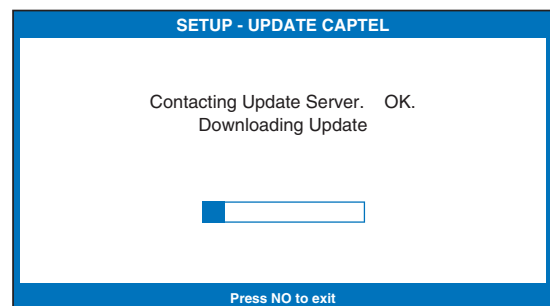 SETUP - UPDATE CAPTEL
Contacting Update Server. OK.
Downloading Update
Press NO to exit